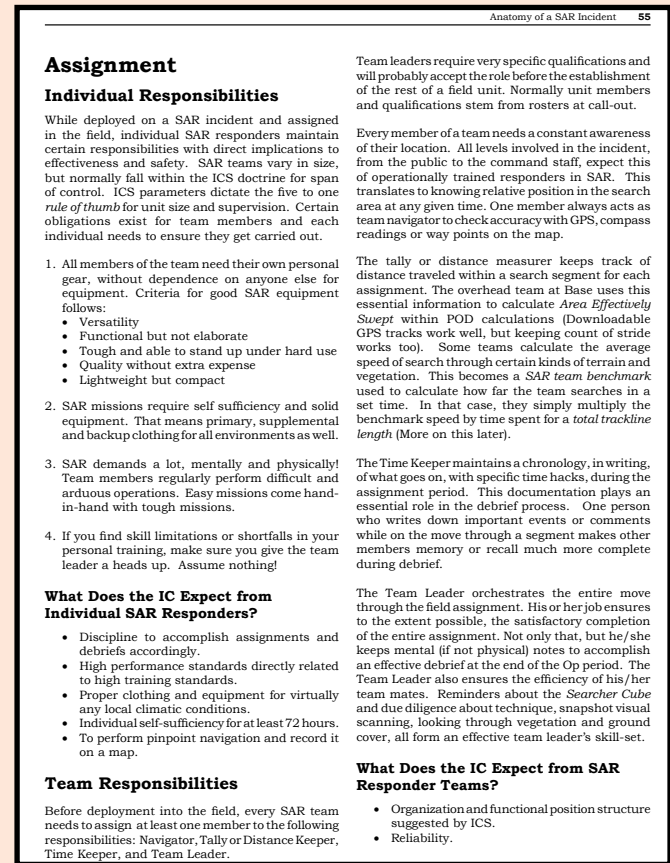 Anatomy of a SAR Incident 55
Assignment
Individual Responsibilities
While deployed on a SAR incident and assigned
in the field, individual SAR responders maintain
certain responsibilities with direct implications to
effectiveness and safety. SAR teams vary in size,
but normally fall within the ICS doctrine for span
of control. ICS parameters dictate the five to one
rule of thumb for unit size and supervision. Certain
obligations exist for team members and each
individual needs to ensure they get carried out.
1. All members of the team need their own personal
gear, without dependence on anyone else for
equipment. Criteria for good SAR equipment
follows:
• Versatility
• Functional but not elaborate
• Tough and able to stand up under hard use
• Quality without extra expense
• Lightweight but compact
2. SAR missions require self sufficiency and solid
equipment. That means primary, supplemental
and backup clothing for all environments as well.
3. SAR demands a lot, mentally and physically!
Team members regularly perform difficult and
arduous operations. Easy missions come hand-
in-hand with tough missions.
4. If you find skill limitations or shortfalls in your
personal training, make sure you give the team
leader a heads up. Assume nothing!
What Does the IC Expect from
Individual SAR Responders?
• Discipline to accomplish assignments and
debriefs accordingly.
• High performance standards directly related
to high training standards.
• Proper clothing and equipment for virtually
any local climatic conditions.
• Individual self-sufficiency for at least 72 hours.
• To perform pinpoint navigation and record it
on a map.
Team Responsibilities
Before deployment into the field, every SAR team
needs to assign at least one member to the following
responsibilities: Navigator, Tally or Distance Keeper,
Time Keeper, and Team Leader.
Team leaders require very specific qualifications and
will probably accept the role before the establishment
of the rest of a field unit. Normally unit members
and qualifications stem from rosters at call-out.
Every member of a team needs a constant awareness
of their location. All levels involved in the incident,
from the public to the command staff, expect this
of operationally trained responders in SAR. This
translates to knowing relative position in the search
area at any given time. One member always acts as
team navigator to check accuracy with GPS, compass
readings or way points on the map.
The tally or distance measurer keeps track of
distance traveled within a search segment for each
assignment. The overhead team at Base uses this
essential information to calculate Area Effectively
Swept within POD calculations (Downloadable
GPS tracks work well, but keeping count of stride
works too). Some teams calculate the average
speed of search through certain kinds of terrain and
vegetation. This becomes a SAR team benchmark
used to calculate how far the team searches in a
set time. In that case, they simply multiply the
benchmark speed by time spent for a total trackline
length (More on this later).
The Time Keeper maintains a chronology, in writing,
of what goes on, with specific time hacks, during the
assignment period. This documentation plays an
essential role in the debrief process. One person
who writes down important events or comments
while on the move through a segment makes other
members memory or recall much more complete
during debrief.
The Team Leader orchestrates the entire move
through the field assignment. His or her job ensures
to the extent possible, the satisfactory completion
of the entire assignment. Not only that, but he/she
keeps mental (if not physical) notes to accomplish
an effective debrief at the end of the Op period. The
Team Leader also ensures the efficiency of his/her
team mates. Reminders about the Searcher Cube
and due diligence about technique, snapshot visual
scanning, looking through vegetation and ground
cover, all form an effective team leader's skill-set.
What Does the IC Expect from SAR
Responder Teams?
• Organization and functional position structure
suggested by ICS.
• Reliability.